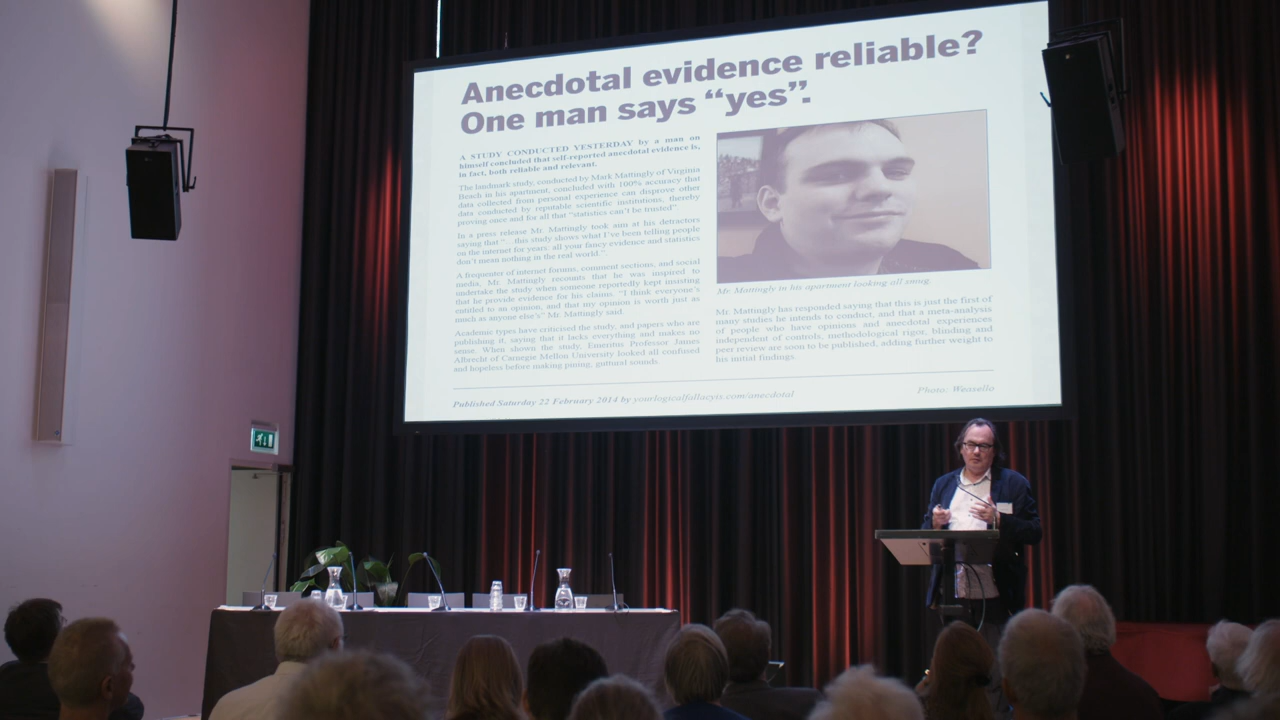 Anecdotal evidence reliable?
One man says “yes”.
A STUDY CONDUCTED YESTERDAY by a man on
himself concluded that self-reported anecdotal evidence is,
in fact, both reliable and relevant.
The landmark study, conducted by Mark Mattingly of Virginia
Beach in his apartment, concluded with 100% accuracy that
data collected from personal experience can disprove other
data conducted by reputable scientific institutions, thereby
proving once and for all that “statistics can't be trusted”
In a press release Mr. Mattingly took aim at his detractors
saying that “...this study shows what I've been telling people
on the internet for years; all your fancy evidence and statistics
don't mean nothing in the real world.”.
A frequenter of internet forums, comment sections, and social
media, Mr. Mattingly recounts that he was inspired to
undertake the study when someone reportedly kept insisting
that he provide evidence for his claims. “I think everyone's
entitled to an opinion, and that my opinion is worth just as
much as anyone else's” Mr. Mattingly said.
Academic types have criticised the study, and papers who are
publishing it, saying that it lacks everything and makes no
sense. When shown the study, Emeritus Professor James
Albrecht of Carnegie Mellon University looked all confused
and hopeless before making pining, guttural sounds.
Mr. Mattingly in his apartment looking all smug.
Mr. Mattingly has responded saying that this is just the first of
many studies he intends to conduct, and that a meta-analysis
of people who have opinions and anecdotal experiences
independent of controls, methodological rigor, blinding and
peer review are soon to be published, adding further weight to
his initial findings.
Published Saturday 22 February 2014 by yourlogicalfallacyis.com/anecdotal
Photo: Weasello